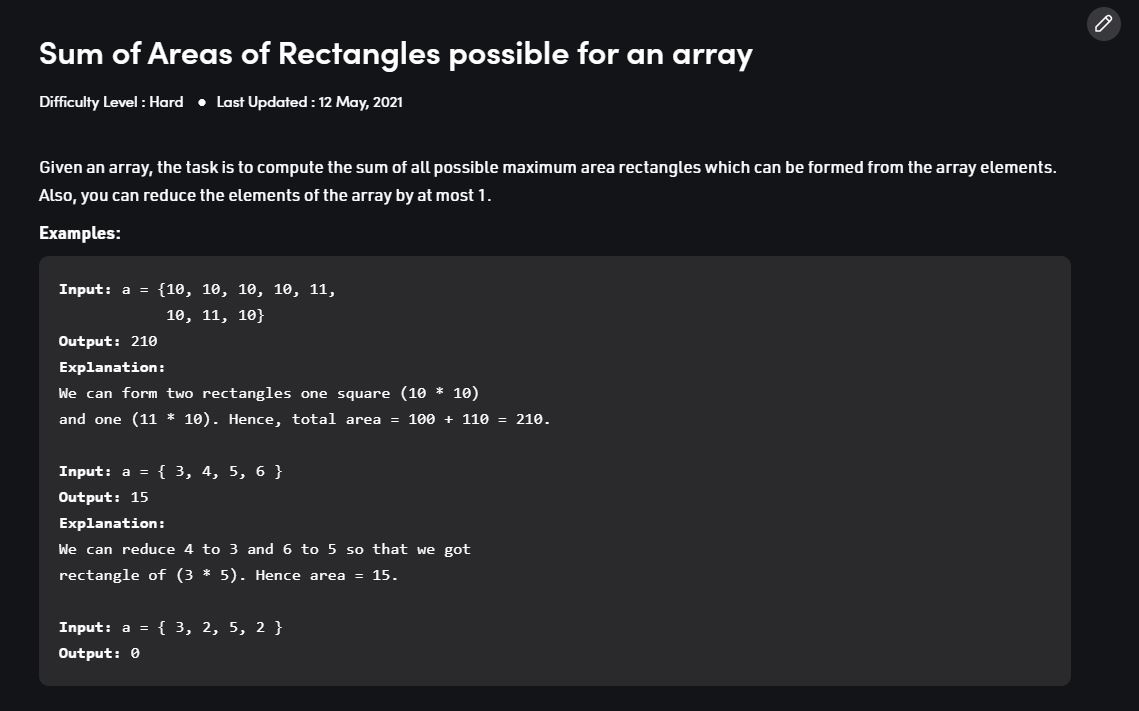 Sum of Areas of Rectangles possible for an array
Difficulty Level : Hard ● Last Updated : 12 May, 2021
Given an array, the task is to compute the sum of all possible maximum area rectangles which can be formed from the array elements.
Also, you can reduce the elements of the array by at most 1.
Examples:
Input: a = {10, 10, 10, 10, 11,
10, 11, 10}
Output: 210
Explanation:
We can form two rectangles one square (10 * 10)
and one (11 * 10). Hence, total area = 100 + 110 = 210.
Input: a = { 3, 4, 5, 6 }
Output: 15
Explanation:
We can reduce 4 to 3 and 6 to 5 so that we got
rectangle of (3 * 5). Hence area = 15.
Input: a = { 3, 2, 5, 2 }
Output: 0